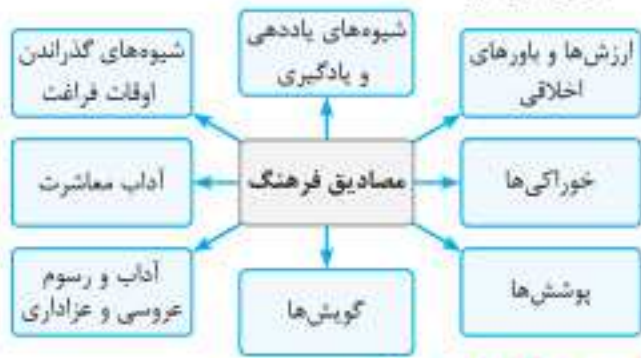 ارزش‌ها و باورهای
اخلاقی
شیوه‌های یاددهی
و یادگیری
شیوه‌های گذراندن
اوقات فراغت
خوراکی‌ها
مصادیق فرهنگ
آداب معاشرت
پوشش‌ها
گویش‌ها
آداب و رسوم
عروسی و عزاداری